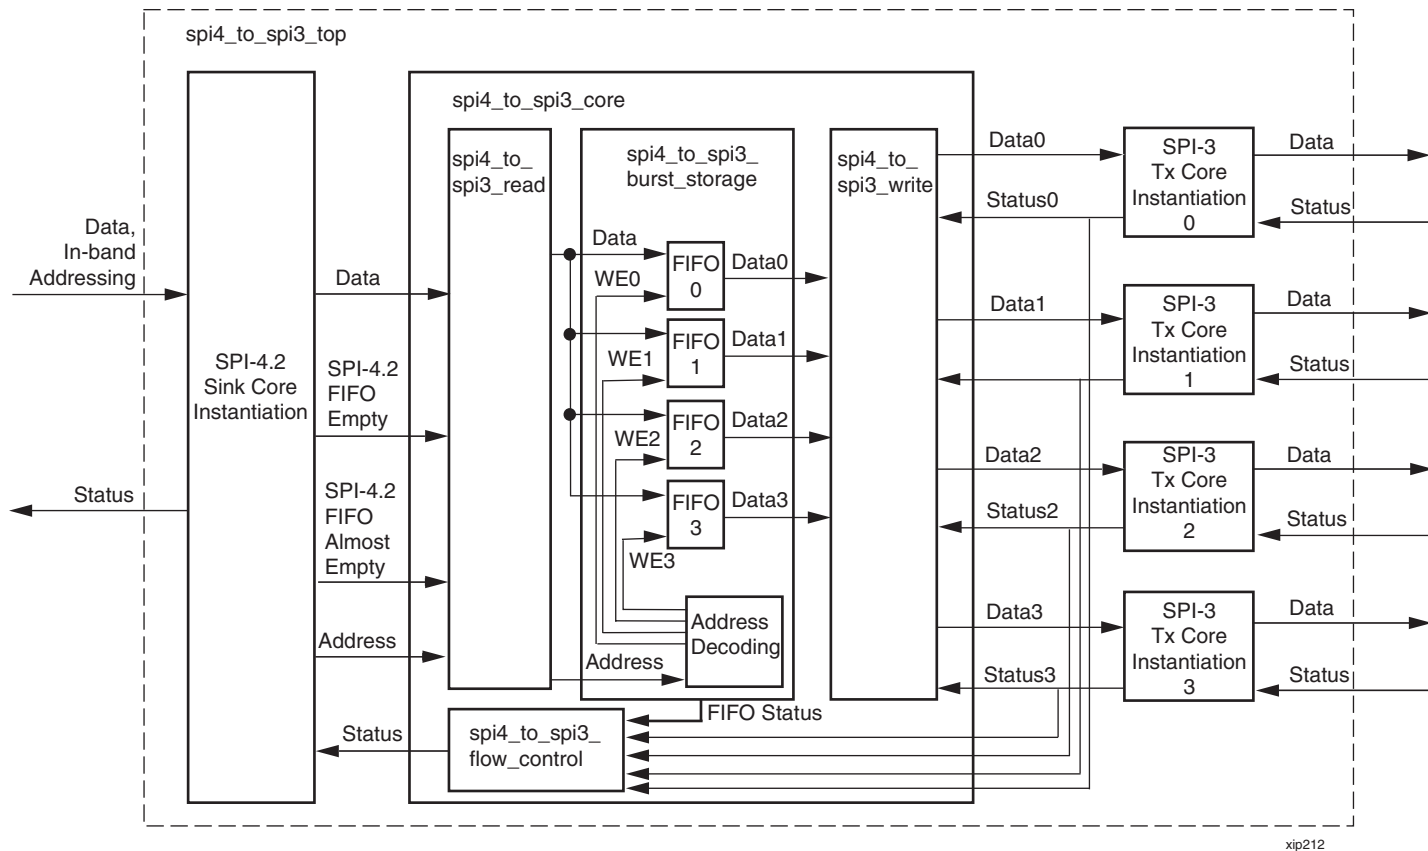 spi4_to_spi3_top
spi4_to_spi3_core
spi4_to_
spi3_read
spi4_to_spi3_
burst_storage
spi4_to_
spi3_write
Data,
In-band
Addressing
Status
SPI-4.2
Sink Core
Instantiation
Data
SPI-4.2
FIFO
Empty
SPI-4.2
FIFO
Almost
Empty
Address
Status
Data
WE0
FIFO
0
Data0
WE1
FIFO
1
Data1
WE2
FIFO
2
Data2
WE3
FIFO
3
Data3
Address
Decoding
Address
FIFO Status
spi4_to_spi3_
flow_control
Data0
Status0
SPI-3
Tx Core
Instantiation
0
Data
Status
Data1
SPI-3
Tx Core
Instantiation
1
Data
Status
Data2
Status2
SPI-3
Tx Core
Instantiation
2
Data
Status
Data3
Status3
SPI-3
Tx Core
Instantiation
3
Data
Status
xip212